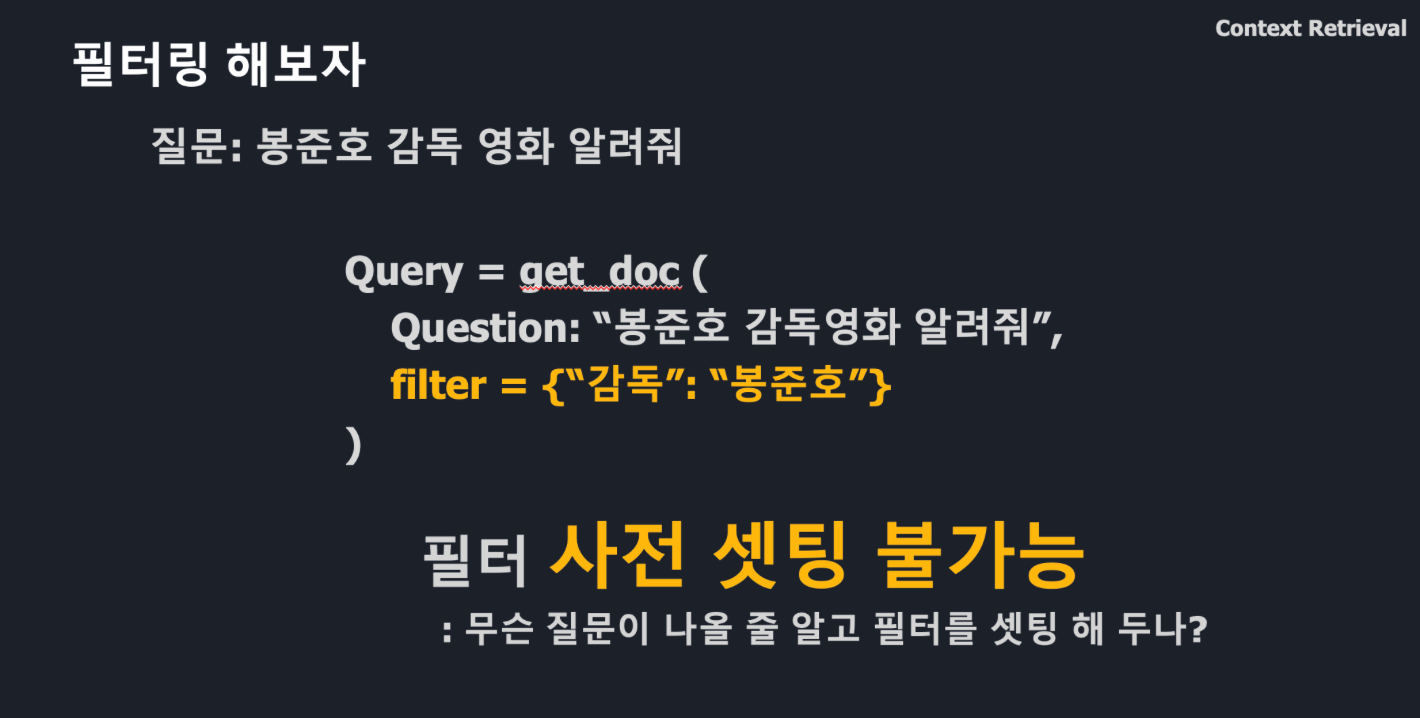 Context Retrieval
필터링 해보자
질문: 봉준호 감독 영화 알려줘
Query = get_doc (
Question: “봉준호 감독영화 알려줘”,
filter = {“감독”: “봉준호”}
)
필터 사전 셋팅 불가능
: 무슨 질문이 나올 줄 알고 필터를 셋팅 해 두나?